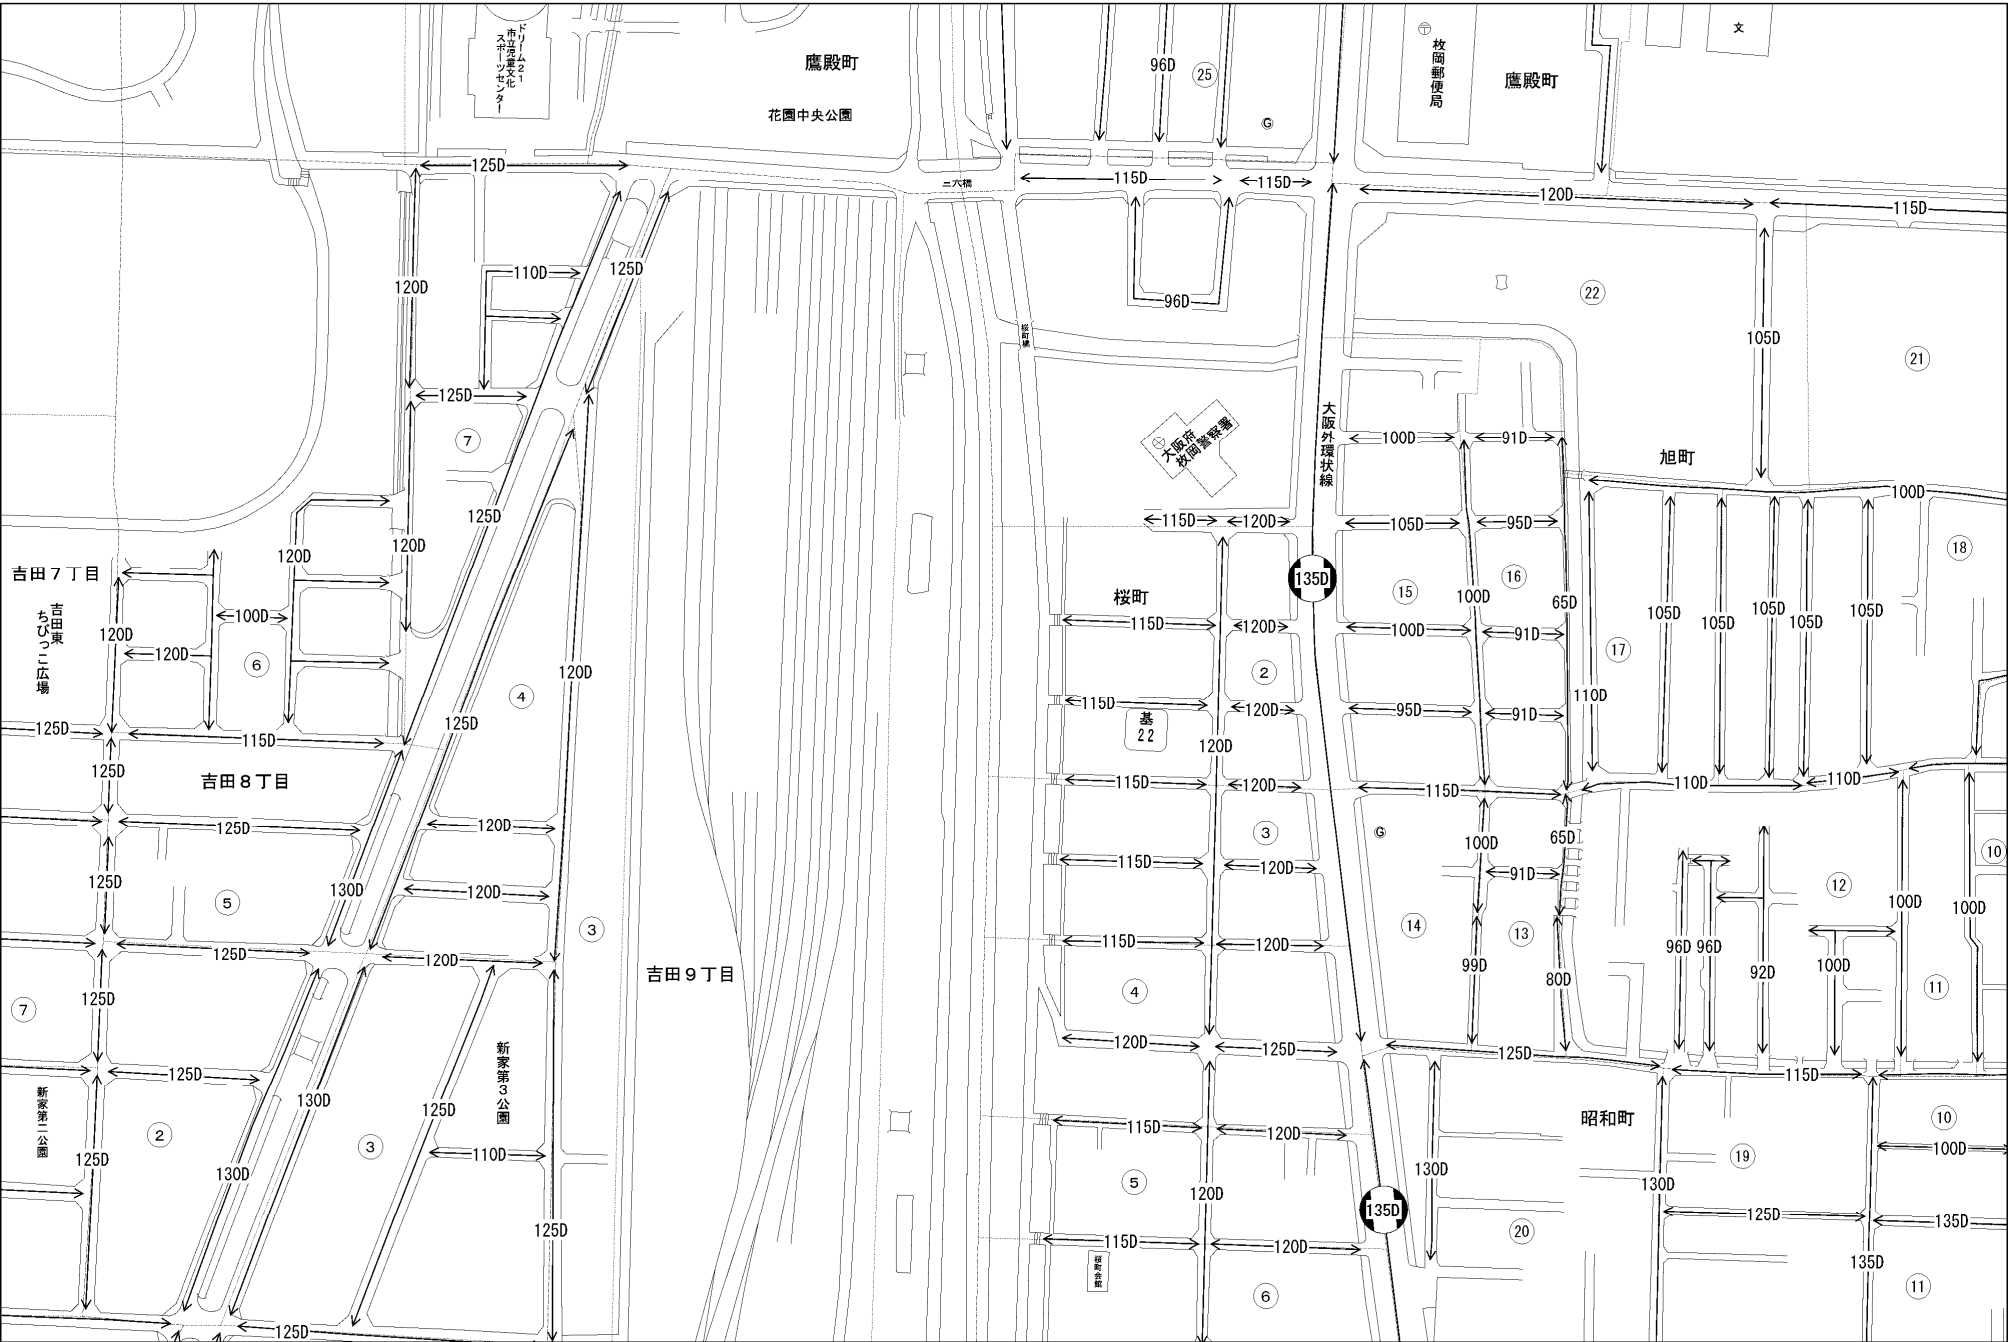 ドリーム21
市立児童文化
スポーツセンター
鷹殿町
花園中央公園
96D
25
G
〒
枚岡郵便局
鷹殿町
文
125D
三六橋
115D
115D
120D
115D
120D
110D
125D
96D
22
桜町橋
105D
21
125D
7
大阪府
枚岡警察署
大阪外環状線
100D
91D
旭町
100D
125D
120D
120D
115D
120D
105D
95D
18
吉田7丁目
吉田東
ちびっこ広場
120D
100D
120D
6
135D
桜町
15
16
100D
65D
105D
105D
105D
105D
105D
115D
120D
100D
91D
17
4
120D
2
110D
125D
115D
125D
115D
基
22
120D
95D
91D
120D
125D
吉田8丁目
115D
120D
115D
110D
110D
125D
120D
3
G
100D
65D
10
125D
130D
120D
115D
120D
91D
12
5
3
100D
100D
125D
120D
115D
120D
14
13
96D
96D
92D
100D
吉田9丁目
99D
80D
7
125D
4
11
125D
新家第3公園
120D
125D
125D
115D
新家第二公園
130D
125D
昭和町
2
3
110D
115D
120D
10
100D
125D
130D
5
120D
130D
19
130D
125D
135D
125D
115D
120D
135D
20
135D
桜町会館
6
11
125D